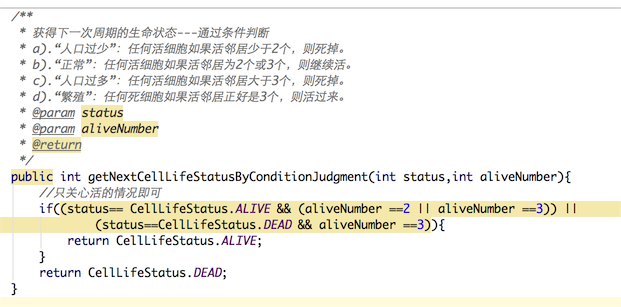 /**
 * 获得下一次周期的生命状态---通过条件判断
 * a).“人口过少”：任何活细胞如果活邻居少于2个，则死掉。
 * b).“正常”：任何活细胞如果活邻居为2个或3个，则继续活。
 * c).“人口过多”：任何活细胞如果活邻居大于3个，则死掉。
 * d).“繁殖”：任何死细胞如果活邻居正好是3个，则活过来。
 * @param status
 * @param aliveNumber
 * @return
 */
public int getNextCellLifeStatusByConditionJudgment(int status,int aliveNumber){
    //只关心活的情况即可
    if((status== CellLifeStatus.ALIVE && (aliveNumber ==2 || aliveNumber ==3)) ||
            (status==CellLifeStatus.DEAD && aliveNumber ==3)){
        return CellLifeStatus.ALIVE;
    }
    return CellLifeStatus.DEAD;
}